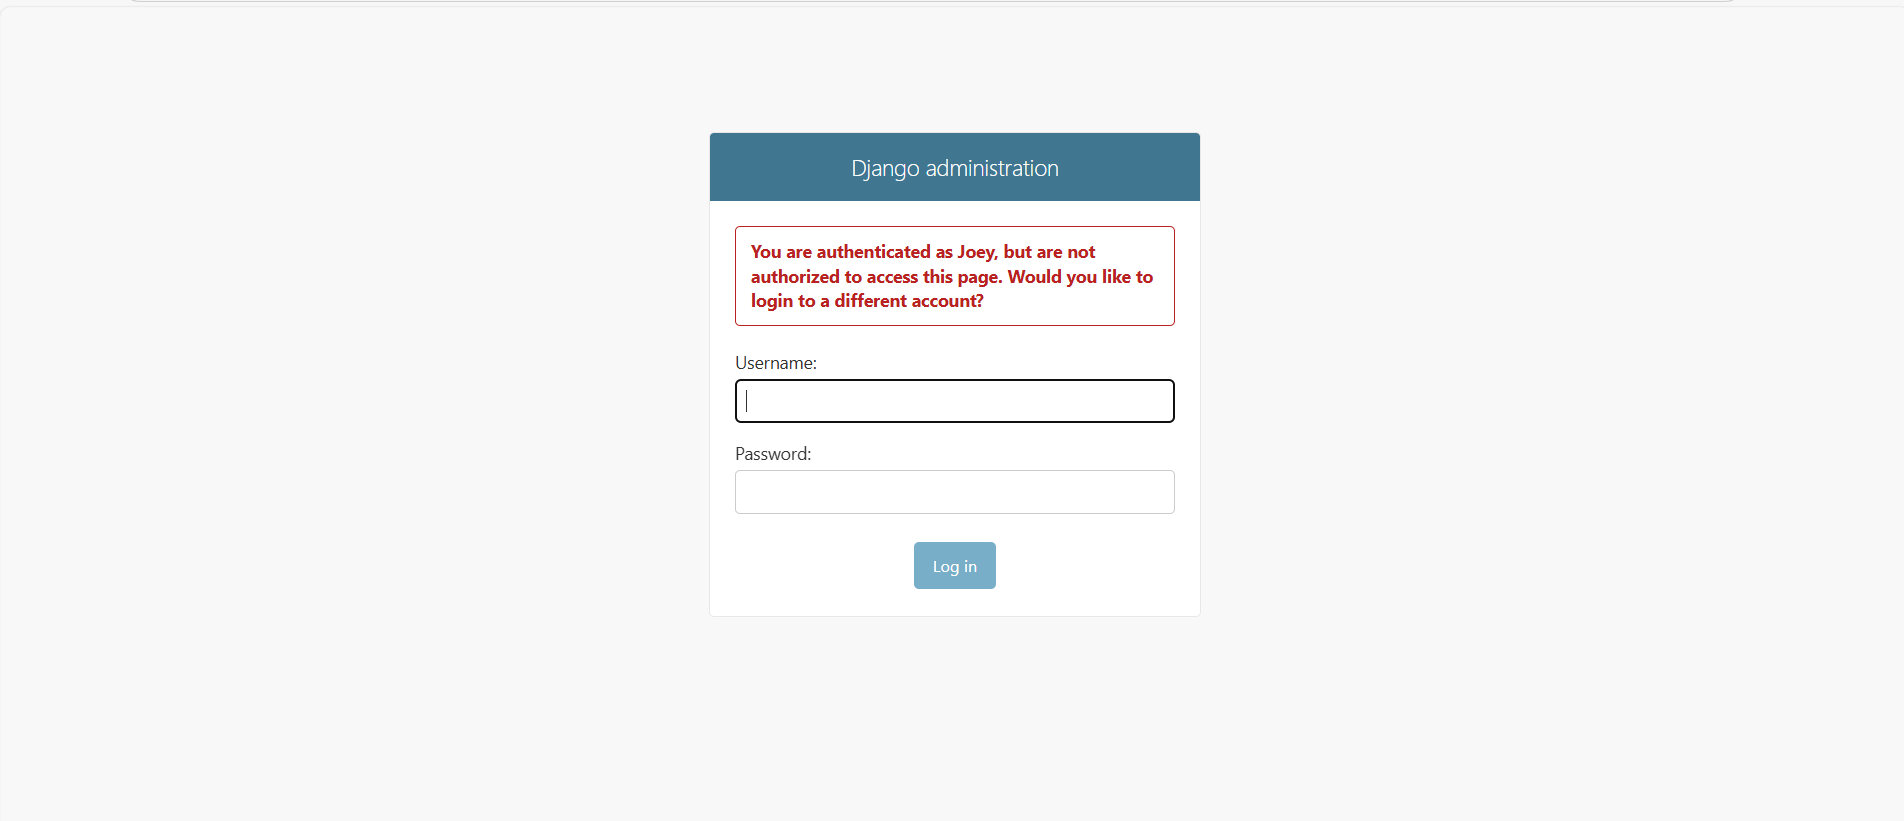 Django administration
You are authenticated as Joey, but are not
authorized to access this page. Would you like to
login to a different account?
Username:
Password:
Log in